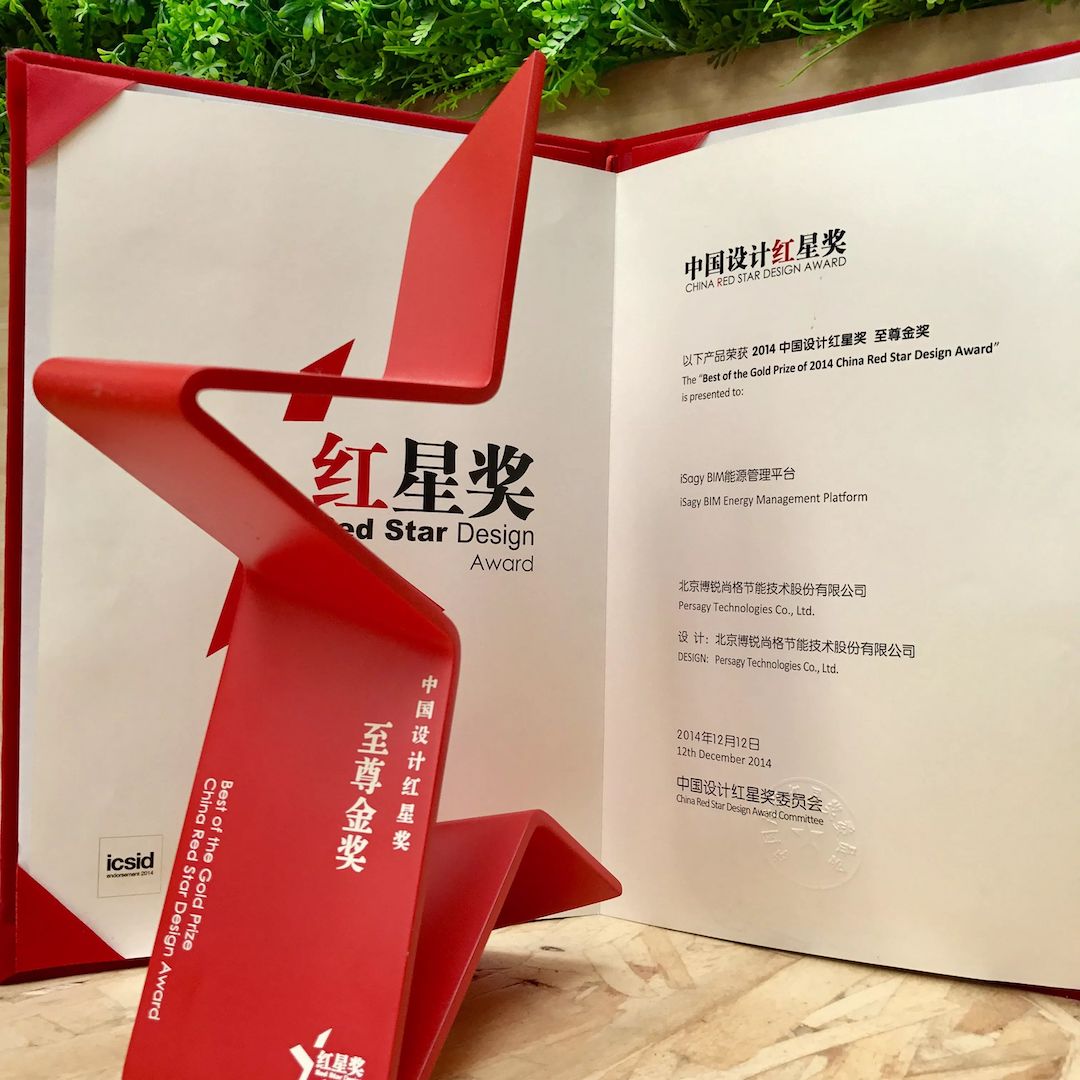 红星奖
ed Star Design
Award
icsid
endorsement 2014
中国设计红星奖
至尊金奖
Best of the Gold Prize
China Red Star Design Award
红星奖
Red Star Desi
中国设计红星奖
CHINA RED STAR DESIGN AWARD
以下产品荣获 2014 中国设计红星奖 至尊金奖
The “Best of the Gold Prize of 2014 China Red Star Design Award”
is presented to:
iSagy BIM能源管理平台
iSagy BIM Energy Management Platform
北京博锐尚格节能技术股份有限公司
Persagy Technologies Co., Ltd.
设 计: 北京博锐尚格节能技术股份有限公司
DESIGN: Persagy Technologies Co., Ltd.
2014年12月12日
12th December 2014
中国设计红星奖委员会
China Red Star Design Award Committee